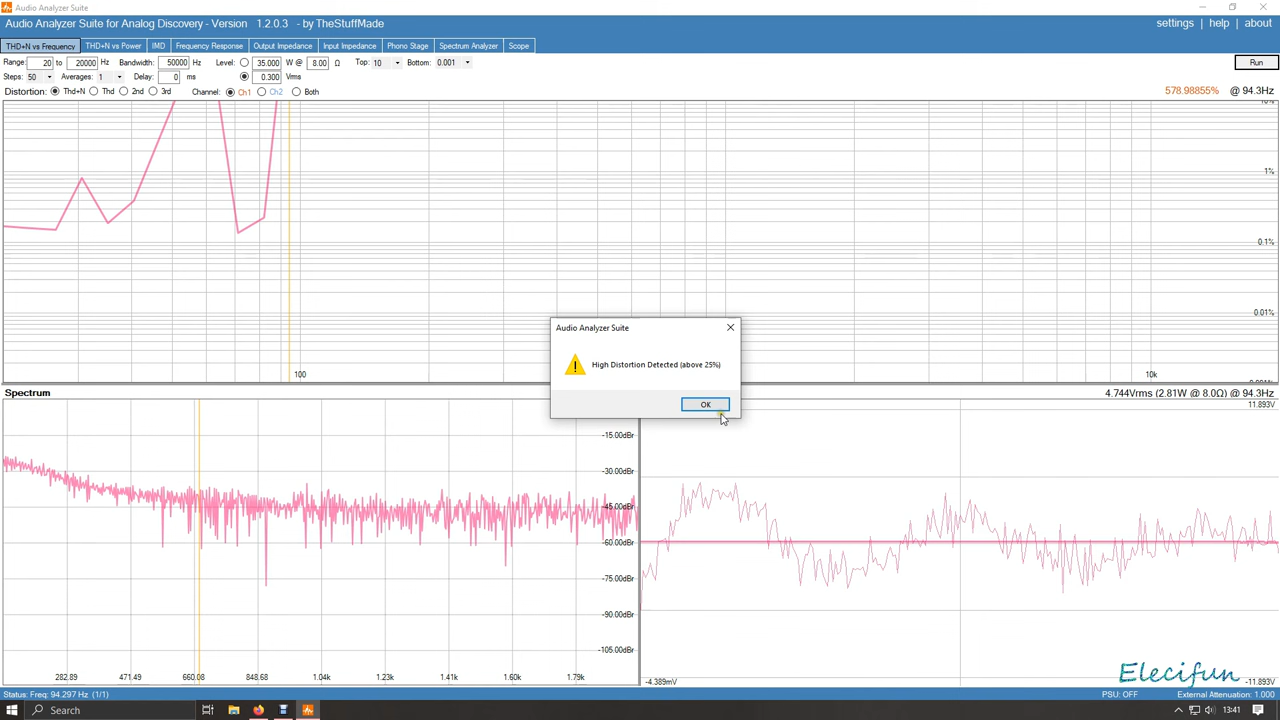 Audio Analyzer Suite
Audio Analyzer Suite for Analog Discovery - Version 1.2.0.3 - by TheStuffMade
settings | help | about
THD+N vs Frequency THD+N vs Power IMD Frequency Response Output Impedance Input Impedance Phono Stage Spectrum Analyzer Scope
Range: 20 to 20000 Hz Bandwidth: 50000 Hz Level: 35.000 W @ 8.00 Ω Top: 10 Bottom: 0.001 Run
Steps: 50 Averages: 1 Delay: 0 ms 0.300 Vrms
Distortion: Thd+N Thd 2nd 3rd Channel: Ch1 Ch2 Both 578.98855% @ 94.3Hz
10%
1%
0.1%
0.01%
100 10k
0.001%
Audio Analyzer Suite
High Distortion Detected (above 25%)
OK
Spectrum
-15.00dBr
-30.00dBr
-45.00dBr
-60.00dBr
-75.00dBr
-90.00dBr
-105.00dBr
282.89 471.49 660.08 848.68 1.04k 1.23k 1.41k 1.60k 1.79k
4.744Vrms (2.81W @ 8.0Ω) @ 94.3Hz
11.893V
-4.389mV -11.893V
Elecifun
Status: Freq: 94.297 Hz (1/1) PSU: OFF External Attenuation: 1.000
Search 13:41